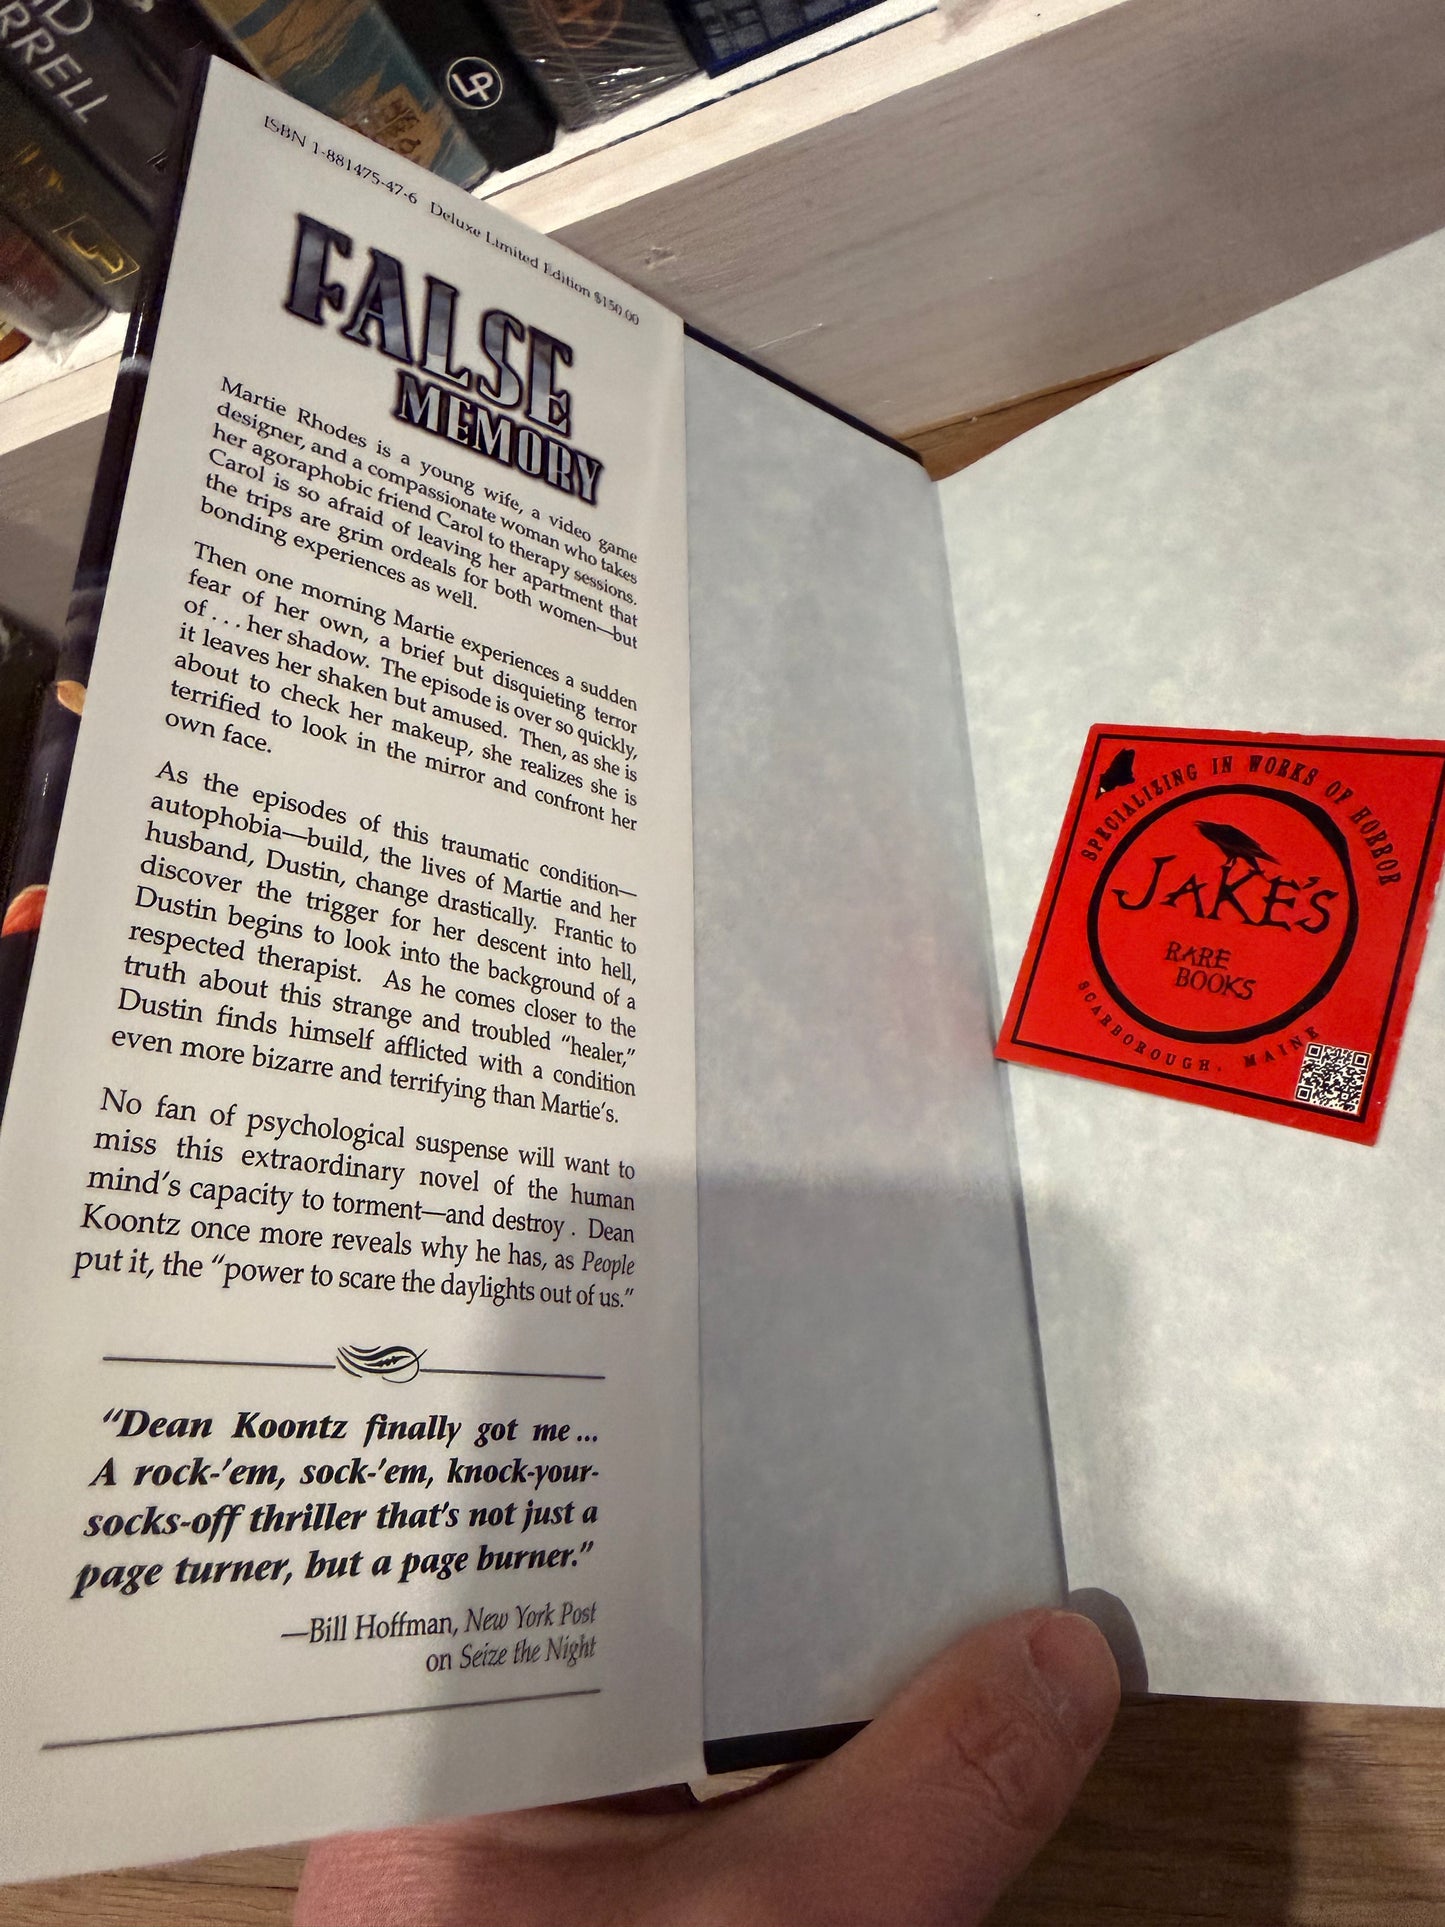 RRELL
LP
ISBN 1-881475-47-6 Deluxe Limited Edition $150.00
FALSE
MEMORY
Martie Rhodes is a young wife, a video game
designer, and a compassionate woman who takes
her agoraphobic friend Carol to therapy sessions.
Carol is so afraid of leaving her apartment that
the trips are grim ordeals for both women—but
bonding experiences as well.
Then one morning Martie experiences a sudden
fear of her own, a brief but disquieting terror
of . . . her shadow. The episode is over so quickly,
it leaves her shaken but amused. Then, as she is
about to check her makeup, she realizes she is
terrified to look in the mirror and confront her
own face.
As the episodes of this traumatic condition—
autophobia—build, the lives of Martie and her
husband, Dustin, change drastically. Frantic to
discover the trigger for her descent into hell,
Dustin begins to look into the background of a
respected therapist. As he comes closer to the
truth about this strange and troubled “healer,”
Dustin finds himself afflicted with a condition
even more bizarre and terrifying than Martie’s.
No fan of psychological suspense will want to
miss this extraordinary novel of the human
mind’s capacity to torment—and destroy . Dean
Koontz once more reveals why he has, as People
put it, the “power to scare the daylights out of us.”
“Dean Koontz finally got me ...
A rock-’em, sock-’em, knock-your-
socks-off thriller that’s not just a
page turner, but a page burner.”
—Bill Hoffman, New York Post
on Seize the Night
SPECIALIZING IN WORKS OF HORROR
JAKE'S
RARE
BOOKS
SCARBOROUGH, MAINE